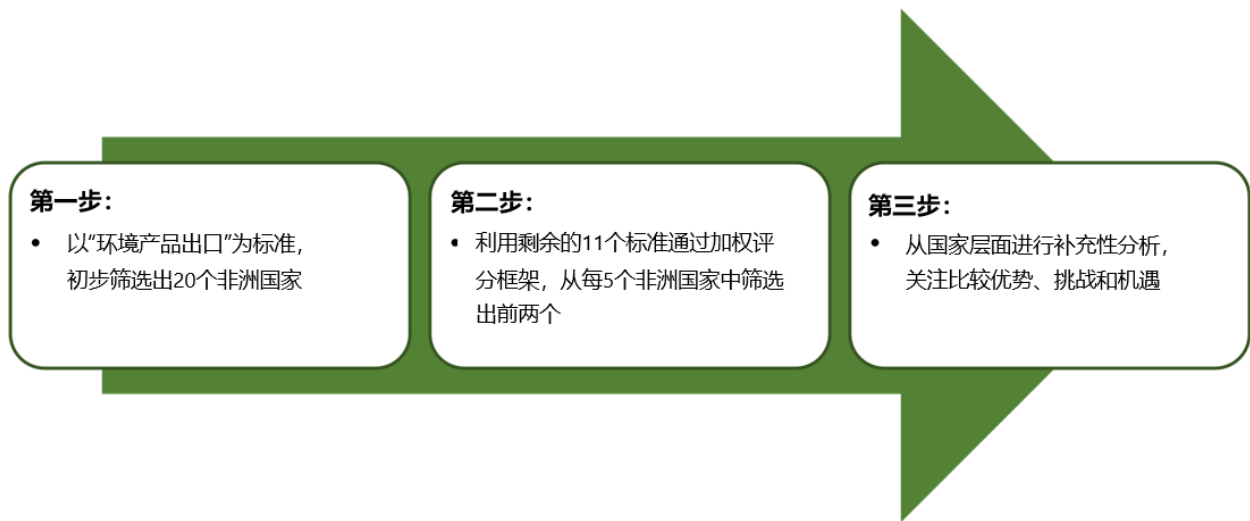 第一步：
• 以“环境产品出口”为标准，
初步筛选出20个非洲国家
第二步：
• 利用剩余的11个标准通过加权评
分框架，从每5个非洲国家中筛选
出前两个
第三步：
• 从国家层面进行补充性分析，
关注比较优势、挑战和机遇